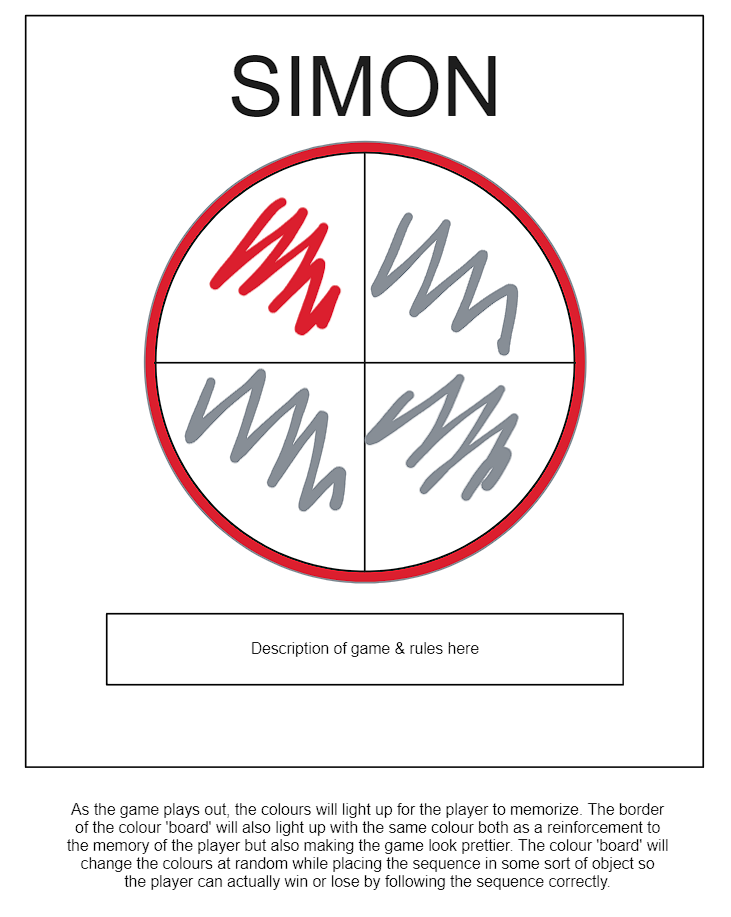 SIMON
Description of game & rules here
As the game plays out, the colours will light up for the player to memorize. The border
of the colour 'board' will also light up with the same colour both as a reinforcement to
the memory of the player but also making the game look prettier. The colour 'board' will
change the colours at random while placing the sequence in some sort of object so
the player can actually win or lose by following the sequence correctly.